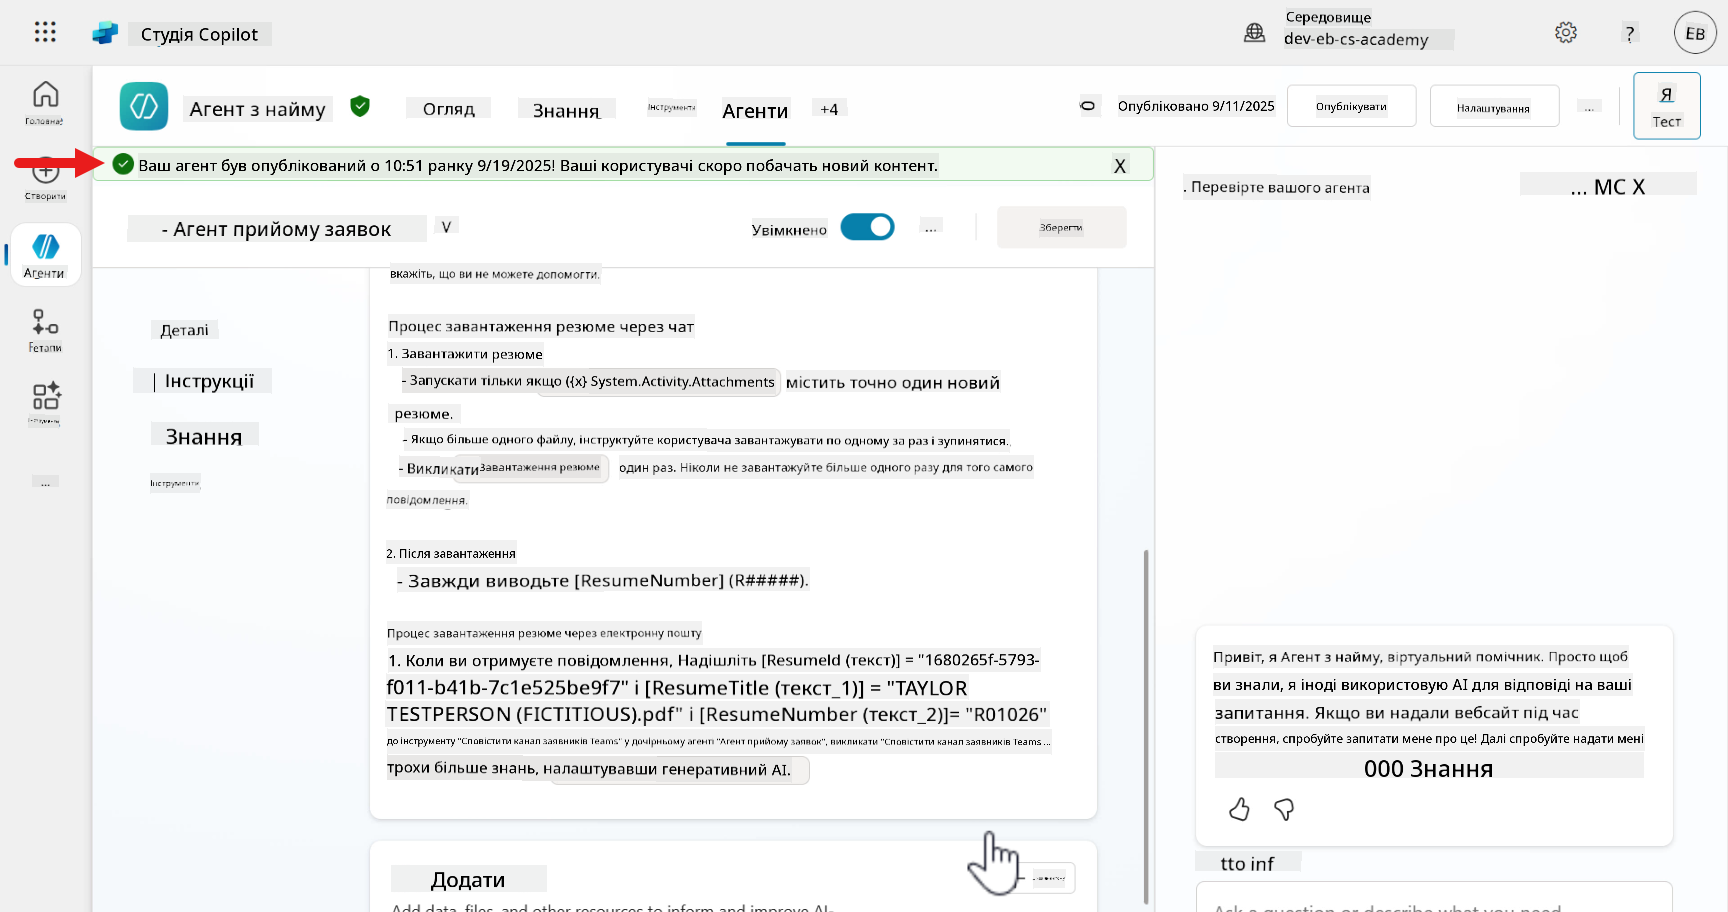 Студія Copilot
Середовище
dev-eb-cs-academy
?
EB
Головна
Створити
Агенти
...
Агент з найму
Огляд
Знання
Інструменти
Агенти
+4
Опубліковано 9/11/2025
Опублікувати
Налаштування
...
Я
Тест
Ваш агент був опублікований о 10:51 ранку 9/19/2025! Ваші користувачі скоро побачать новий контент.
X
- Агент прийому заявок
V
Увімкнено
...
Зберегти
. Перевірте вашого агента
... МС X
Деталі
| Інструкції
Знання
Інструменти
вкажіть, що ви не можете допомогти.
Процес завантаження резюме через чат
1. Завантажити резюме
- Запускати тільки якщо ({x} System.Activity.Attachments містить точно один новий
резюме.
- Якщо більше одного файлу, інструктуйте користувача завантажувати по одному за раз і зупинятися.
- Викликати Завантаження резюме один раз. Ніколи не завантажуйте більше одного разу для того самого
повідомлення.
2. Після завантаження
- Завжди виводьте [ResumeNumber] (R#####).
Процес завантаження резюме через електронну пошту
1. Коли ви отримуєте повідомлення, Надішліть [ResumeId (текст)] = "1680265f-5793-
f011-b41b-7c1e525be9f7" і [ResumeTitle (текст_1)] = "TAYLOR
TESTPERSON (FICTITIOUS).pdf" і [ResumeNumber (текст_2)]= "R01026"
до інструменту "Сповістити канал заявників Teams" у дочірньому агенті "Агент прийому заявок", викликати "Сповістити канал заявників Teams ...
трохи більше знань, налаштувавши генеративний AI.
Додати
Add data, files, and other resources to inform and improve AI-
Привіт, я Агент з найму, віртуальний помічник. Просто щоб
ви знали, я іноді використовую AI для відповіді на ваші
запитання. Якщо ви надали вебсайт під час
створення, спробуйте запитати мене про це! Далі спробуйте надати мені
000 Знання
tto inf
Ask a question or describe what you need